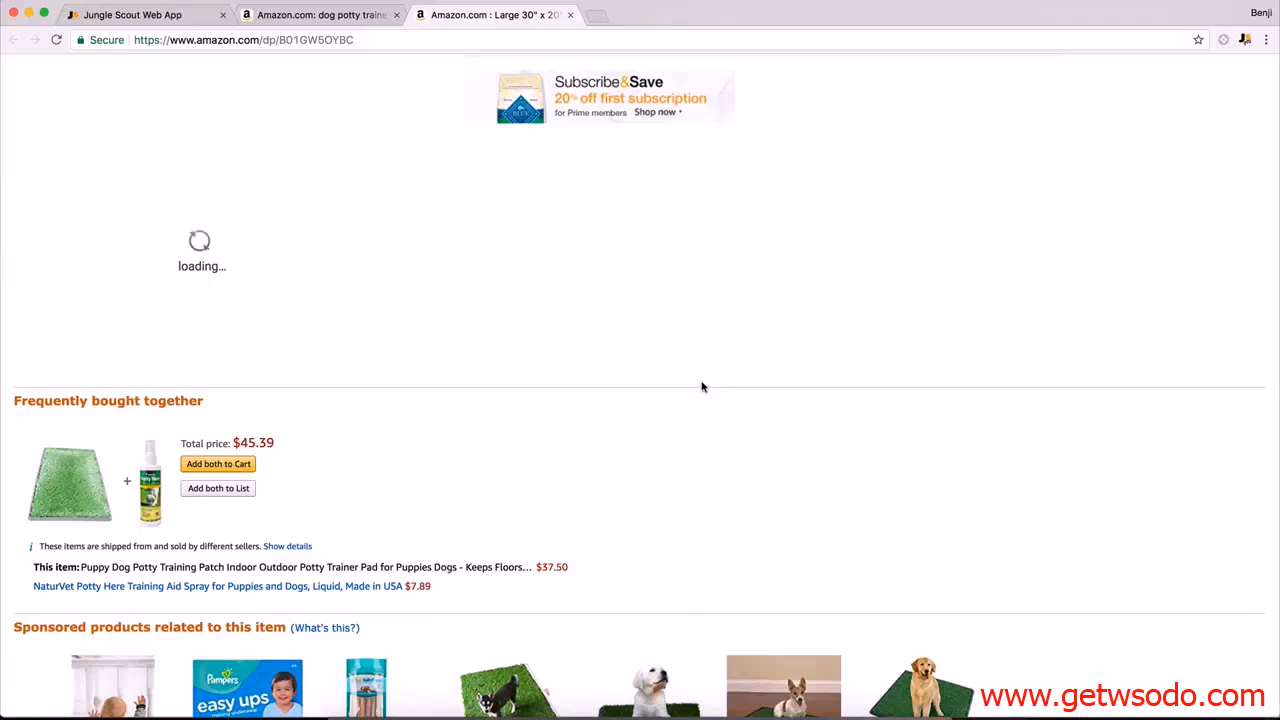 Jungle Scout Web App
Amazon.com: dog potty traine
Amazon.com : Large 30" x 20"
Benji
Secure
https://www.amazon.com/dp/B01GW5OYBC
Subscribe&Save
20% off first subscription
for Prime members Shop now
BLUE
loading...
Frequently bought together
Total price: $45.39
Add both to Cart
+
Add both to List
i These items are shipped from and sold by different sellers. Show details
This item: Puppy Dog Potty Training Patch Indoor Outdoor Potty Trainer Pad for Puppies Dogs - Keeps Floors... $37.50
NaturVet Potty Here Training Aid Spray for Puppies and Dogs, Liquid, Made in USA $7.89
Sponsored products related to this item (What's this?)
Pampers
easy ups
www.getwsodo.com